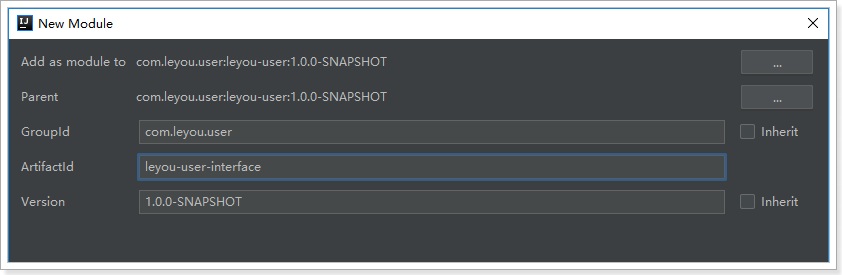 New Module
Add as module to com.leyou.user:leyou-user:1.0.0-SNAPSHOT ...
Parent com.leyou.user:leyou-user:1.0.0-SNAPSHOT ...
GroupId com.leyou.user Inherit
ArtifactId leyou-user-interface
Version 1.0.0-SNAPSHOT Inherit